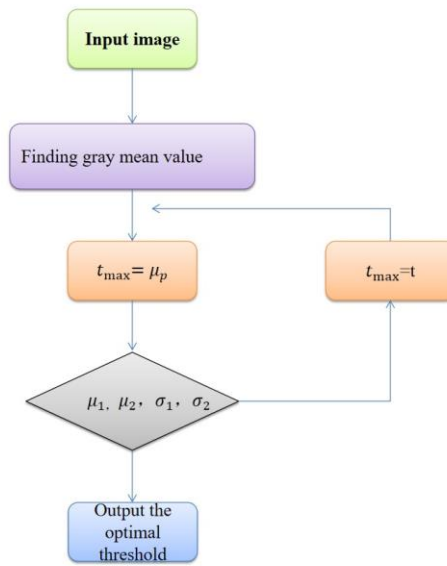 Input image
Finding gray mean value
t_max= μ_p
t_max=t
μ_1, μ_2, σ_1, σ_2
Output the
optimal
threshold